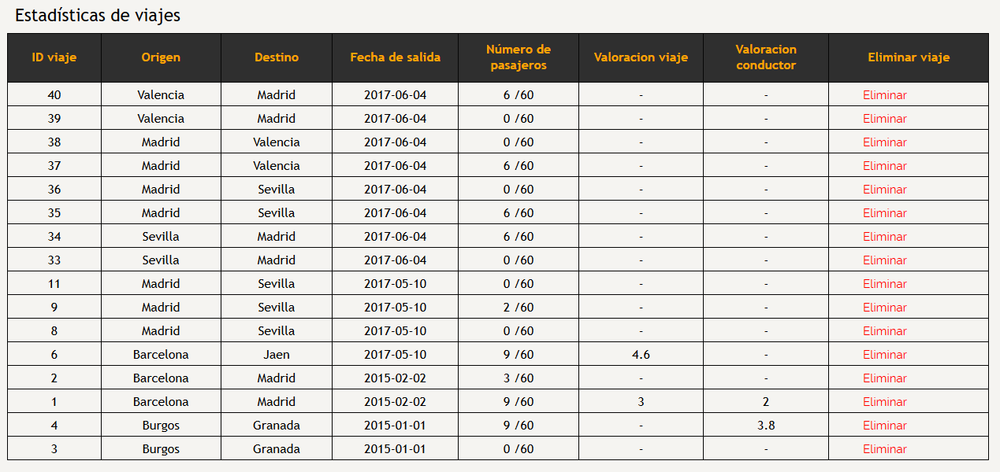 Estadísticas de viajes
ID viaje Origen Destino Fecha de salida Número de pasajeros Valoracion viaje Valoracion conductor Eliminar viaje
40 Valencia Madrid 2017-06-04 6 /60 - - Eliminar
39 Valencia Madrid 2017-06-04 0 /60 - - Eliminar
38 Madrid Valencia 2017-06-04 0 /60 - - Eliminar
37 Madrid Valencia 2017-06-04 6 /60 - - Eliminar
36 Madrid Sevilla 2017-06-04 0 /60 - - Eliminar
35 Madrid Sevilla 2017-06-04 6 /60 - - Eliminar
34 Sevilla Madrid 2017-06-04 6 /60 - - Eliminar
33 Sevilla Madrid 2017-06-04 0 /60 - - Eliminar
11 Madrid Sevilla 2017-05-10 0 /60 - - Eliminar
9 Madrid Sevilla 2017-05-10 2 /60 - - Eliminar
8 Madrid Sevilla 2017-05-10 0 /60 - - Eliminar
6 Barcelona Jaen 2017-05-10 9 /60 4.6 - Eliminar
2 Barcelona Madrid 2015-02-02 3 /60 - - Eliminar
1 Barcelona Madrid 2015-02-02 9 /60 3 2 Eliminar
4 Burgos Granada 2015-01-01 9 /60 - 3.8 Eliminar
3 Burgos Granada 2015-01-01 0 /60 - - Eliminar